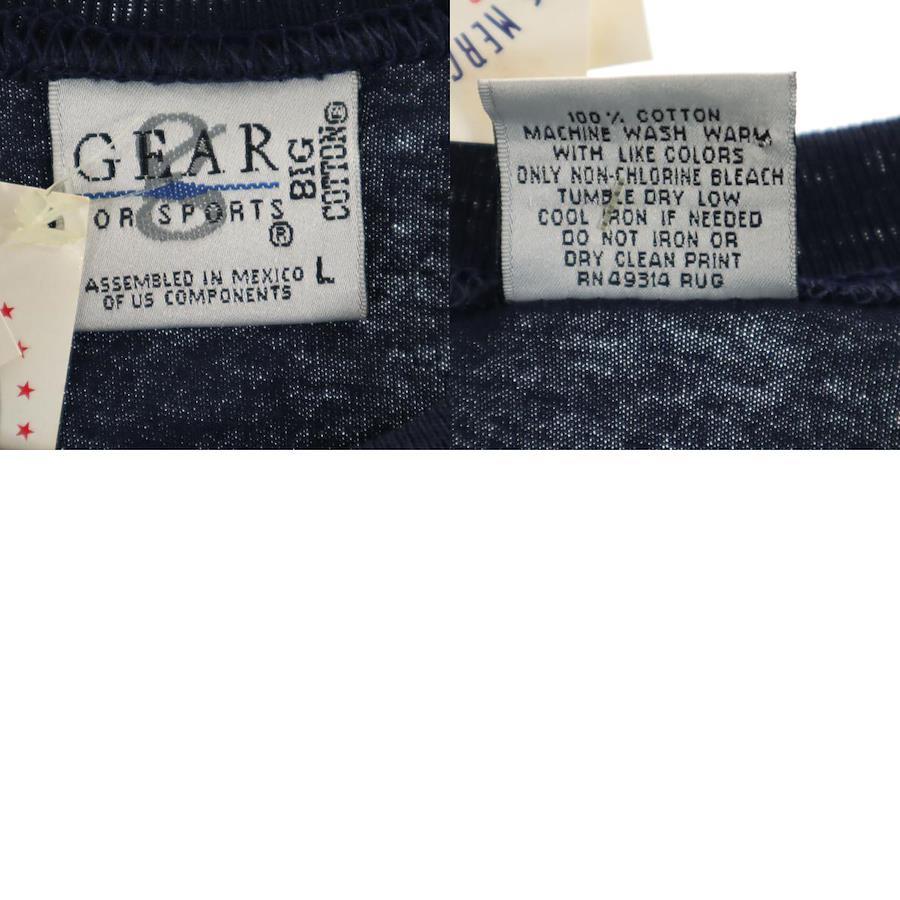 GEAR
OR SPORTS®
BIG
COTTON®
ASSEMBLED IN MEXICO
OF US COMPONENTS
L
MERC
100% COTTON
MACHINE WASH WARM
WITH LIKE COLORS
ONLY NON-CHLORINE BLEACH
TUMBLE DRY LOW
COOL IRON IF NEEDED
DO NOT IRON OR
DRY CLEAN PRINT
RN49314 RUG